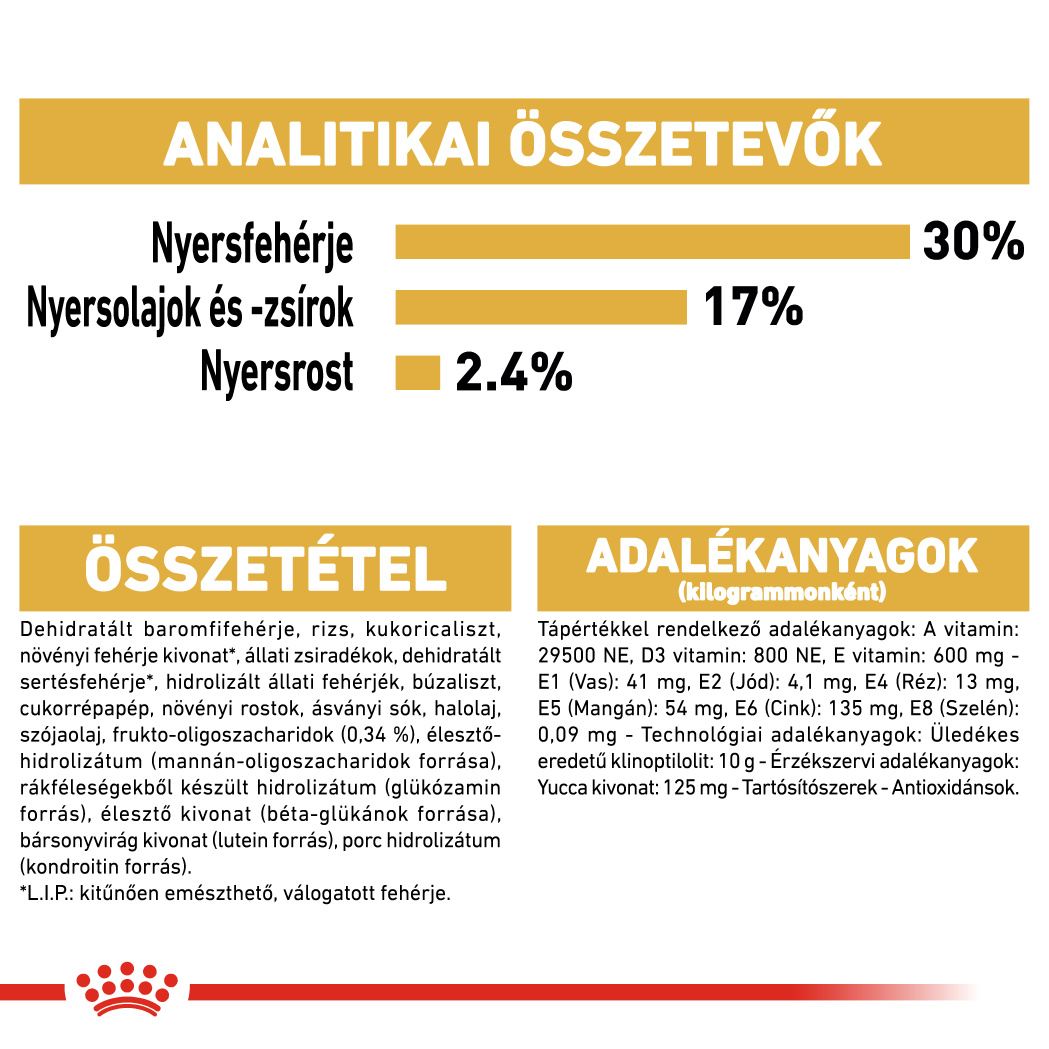 ANALITIKAI ÖSSZETEVŐK
Nyersfehérje 30%
Nyersolajok és -zsírok 17%
Nyersrost 2.4%
ÖSSZETÉTEL
Dehidratált baromfifehérje, rizs, kukoricaliszt,
növényi fehérje kivonat*, állati zsiradékok, dehidratált
sertésfehérje*, hidrolizált állati fehérjék, búzaliszt,
cukorrépapép, növényi rostok, ásványi sók, halolaj,
szójaolaj, frukto-oligoszacharidok (0,34 %), élesztő-
hidrolizátum (mannán-oligoszacharidok forrása),
rákféleségekből készült hidrolizátum (glükózamin
forrás), élesztő kivonat (béta-glükánok forrása),
bársonyvirág kivonat (lutein forrás), porc hidrolizátum
(kondroitin forrás).
*L.I.P.: kitűnően emészthető, válogatott fehérje.
ADALÉKANYAGOK
(kilogrammonként)
Tápértékkel rendelkező adalékanyagok: A vitamin:
29500 NE, D3 vitamin: 800 NE, E vitamin: 600 mg -
E1 (Vas): 41 mg, E2 (Jód): 4,1 mg, E4 (Réz): 13 mg,
E5 (Mangán): 54 mg, E6 (Cink): 135 mg, E8 (Szelén):
0,09 mg - Technológiai adalékanyagok: Üledékes
eredetű klinoptilolit: 10 g - Érzékszervi adalékanyagok:
Yucca kivonat: 125 mg - Tartósítószerek - Antioxidánsok.